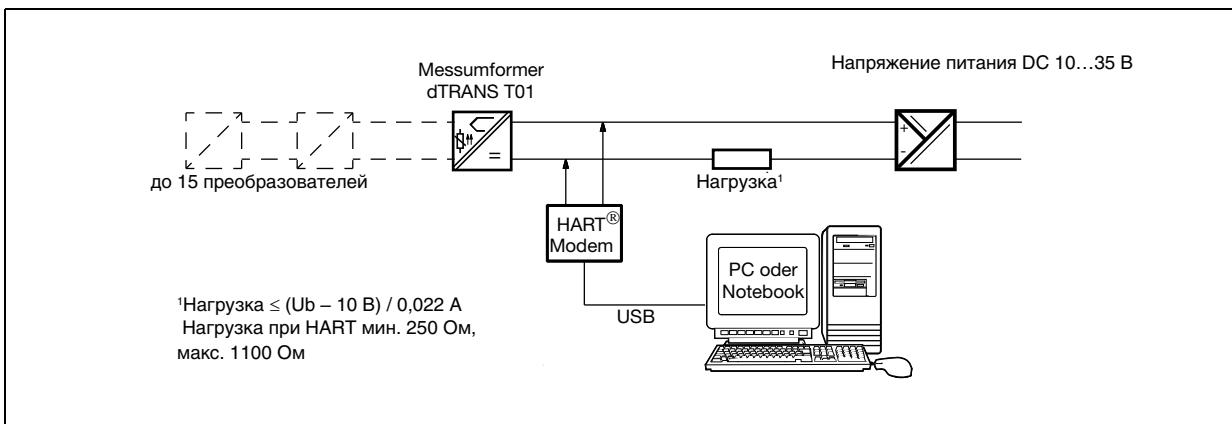 Messumformer
dTRANS T01
Напряжение питания DC 10...35 В
+
-
=
до 15 преобразователей
Нагрузка¹
HART®
Modem
PC oder
Notebook
USB
¹Нагрузка ≤ (Ub – 10 В) / 0,022 А
Нагрузка при HART мин. 250 Ом,
макс. 1100 Ом